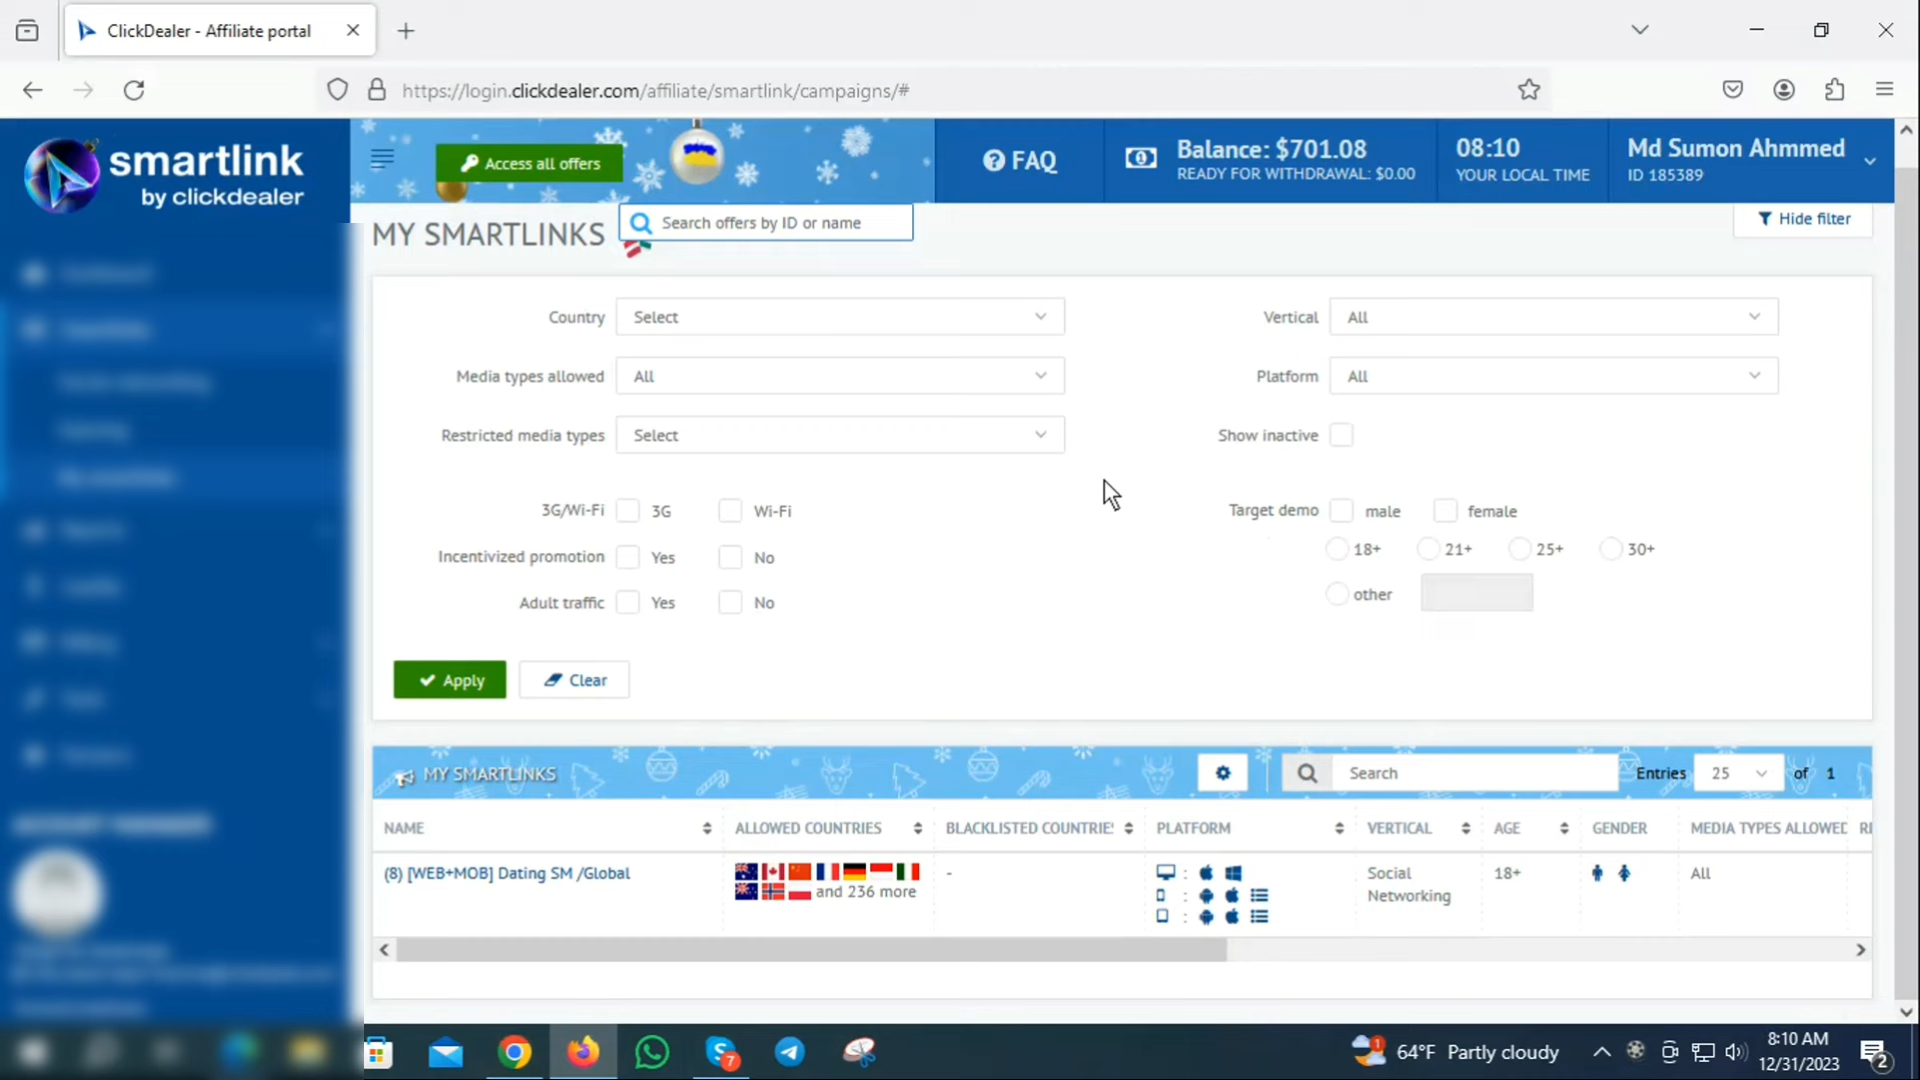 ClickDealer - Affiliate portal
https://login.clickdealer.com/affiliate/smartlink/campaigns/#
smartlink
by clickdealer
Access all offers
FAQ
Balance: $701.08
READY FOR WITHDRAWAL: $0.00
08:10
YOUR LOCAL TIME
Md Sumon Ahmmed
ID 185389
MY SMARTLINKS
Search offers by ID or name
Hide filter
Country Select
Vertical All
Media types allowed All
Platform All
Restricted media types Select
Show inactive
3G/Wi-Fi 3G Wi-Fi
Target demo male female
18+ 21+ 25+ 30+
Incentivized promotion Yes No
other
Adult traffic Yes No
Apply Clear
MY SMARTLINKS
Search
Entries 25 of 1
NAME ALLOWED COUNTRIES BLACKLISTED COUNTRIE PLATFORM VERTICAL AGE GENDER MEDIA TYPES ALLOWED
(8) [WEB+MOB] Dating SM /Global
and 236 more
-
Social
Networking
18+
All
7
1
64°F Partly cloudy
8:10 AM
12/31/2023
2